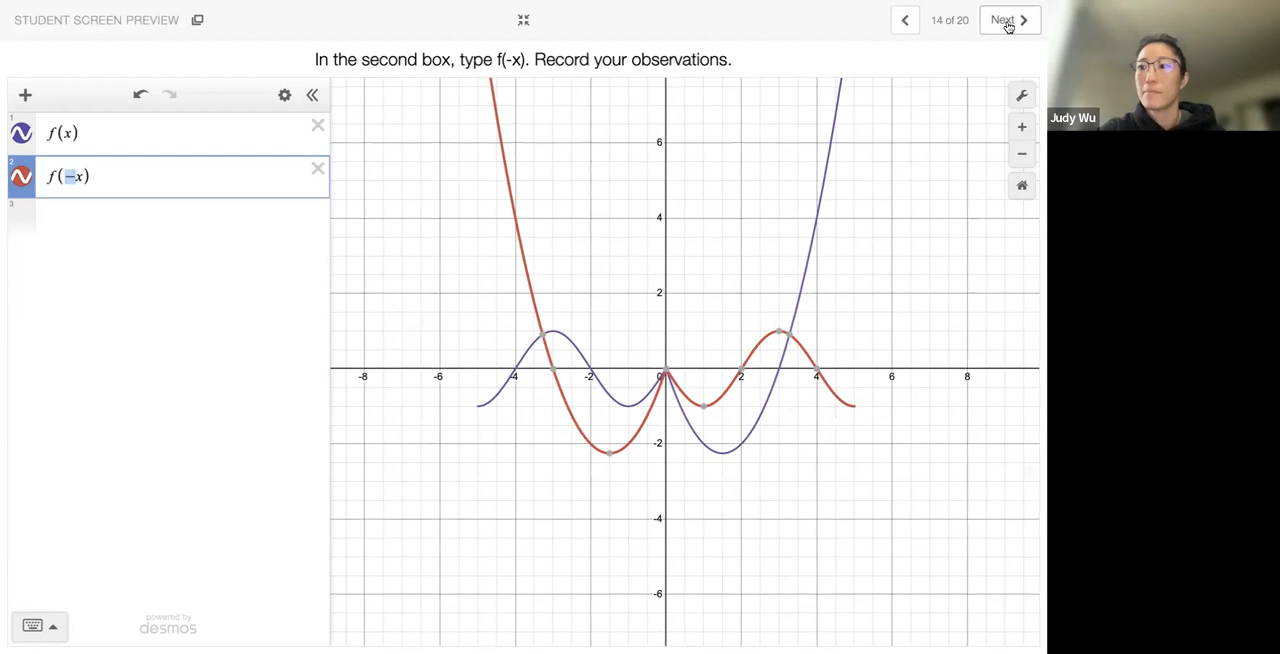 STUDENT SCREEN PREVIEW
14 of 20
Next
In the second box, type f(-x). Record your observations.
Judy Wu
1
f(x)
2
f(−x)
3
6
4
2
-8 -6 -4 -2 0 2 4 6 8
-2
-4
-6
powered by
desmos